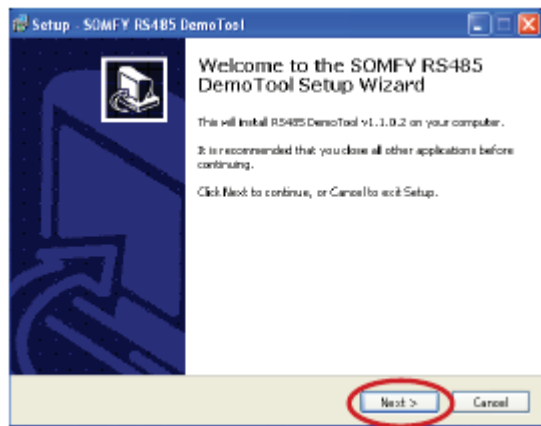 Setup - SOMFY RS485 DemoTool
Welcome to the SOMFY RS485
DemoTool Setup Wizard
This will install RS485 DemoTool v1.1.0.2 on your computer.
It is recommended that you close all other applications before
continuing.
Click Next to continue, or Cancel to exit Setup.
Next >
Cancel